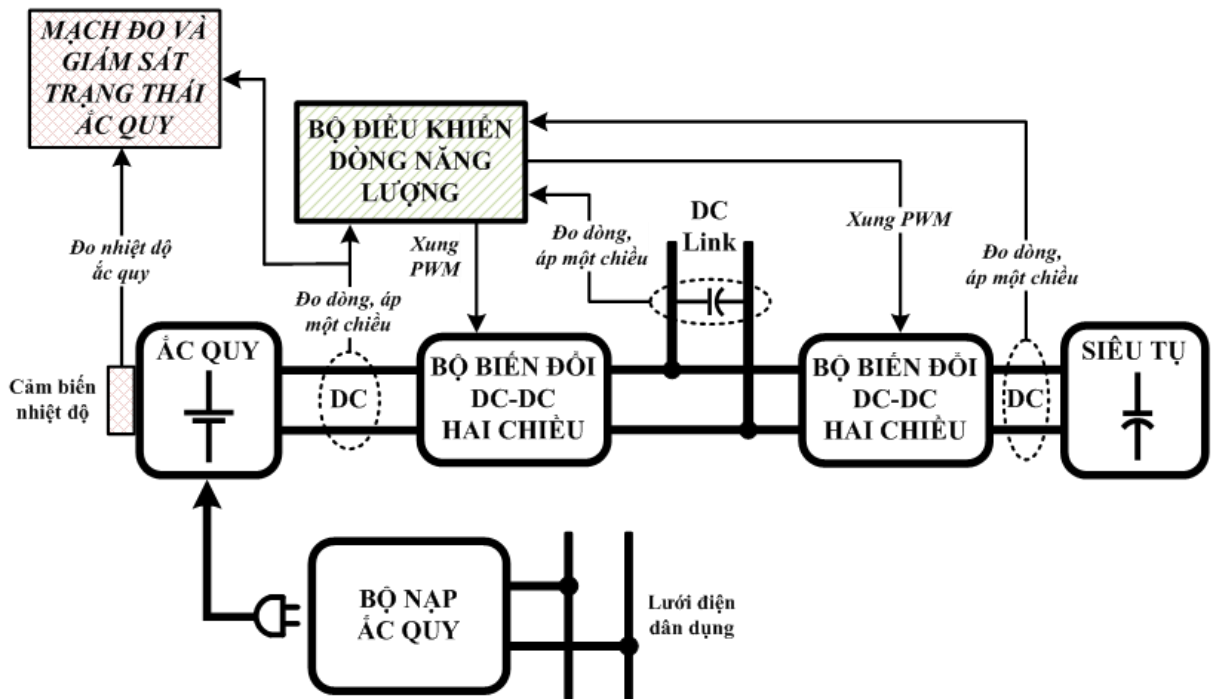 MẠCH ĐO VÀ
GIÁM SÁT
TRẠNG THÁI
ẮC QUY
BỘ ĐIỀU KHIỂN
DÒNG NĂNG
LƯỢNG
DC
Link
Đo nhiệt độ
ắc quy
Xung
PWM
Đo dòng,
áp một chiều
Xung PWM
Đo dòng,
áp một chiều
Đo dòng, áp
một chiều
Cảm biến
nhiệt độ
ẮC QUY
DC
BỘ BIẾN ĐỔI
DC-DC
HAI CHIỀU
BỘ BIẾN ĐỔI
DC-DC
HAI CHIỀU
DC
SIÊU TỤ
BỘ NẠP
ẮC QUY
Lưới điện
dân dụng